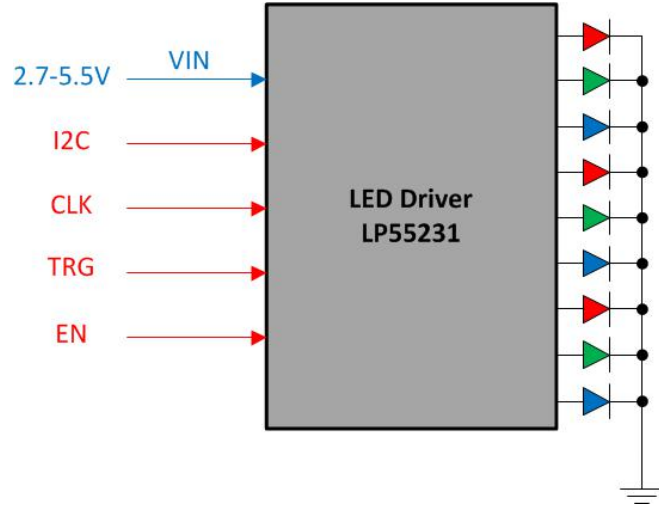 2.7-5.5V
VIN
I2C
CLK
TRG
EN
LED Driver
LP55231